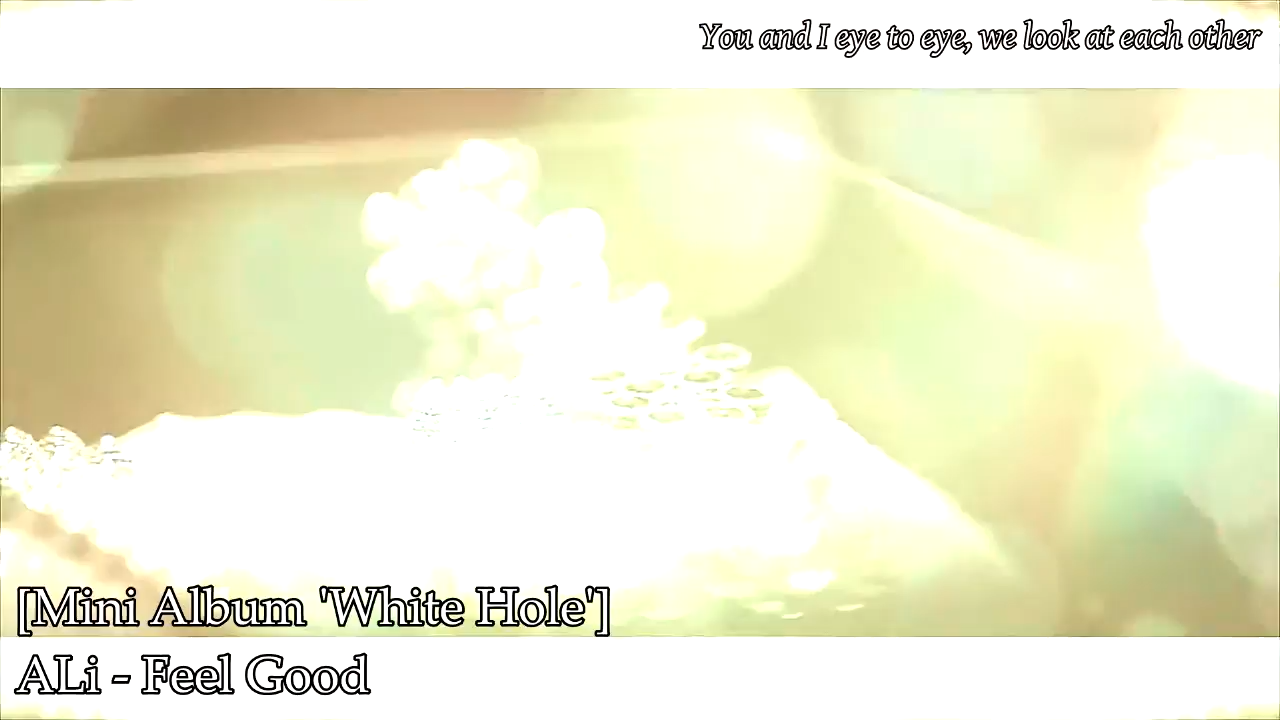 You and I eye to eye, we look at each other
[Mini Album 'White Hole']
ALi - Feel Good